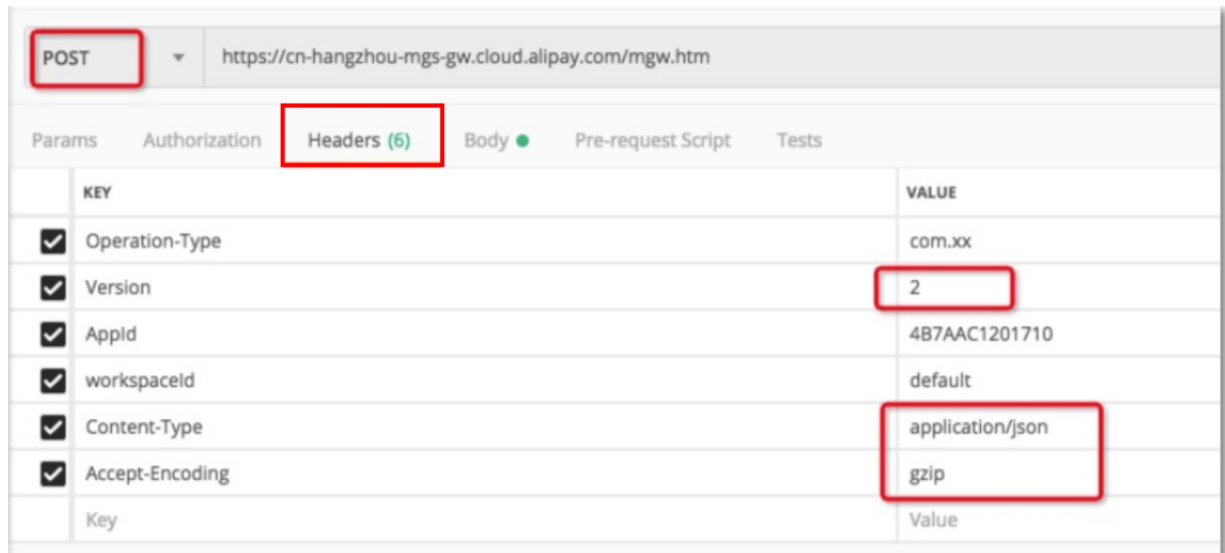 POST https://cn-hangzhou-mgs-gw.cloud.alipay.com/mgw.htm
Params Authorization Headers (6) Body Pre-request Script Tests
KEY VALUE
Operation-Type com.xx
Version 2
AppId 4B7AAC1201710
workspaceId default
Content-Type application/json
Accept-Encoding gzip
Key Value